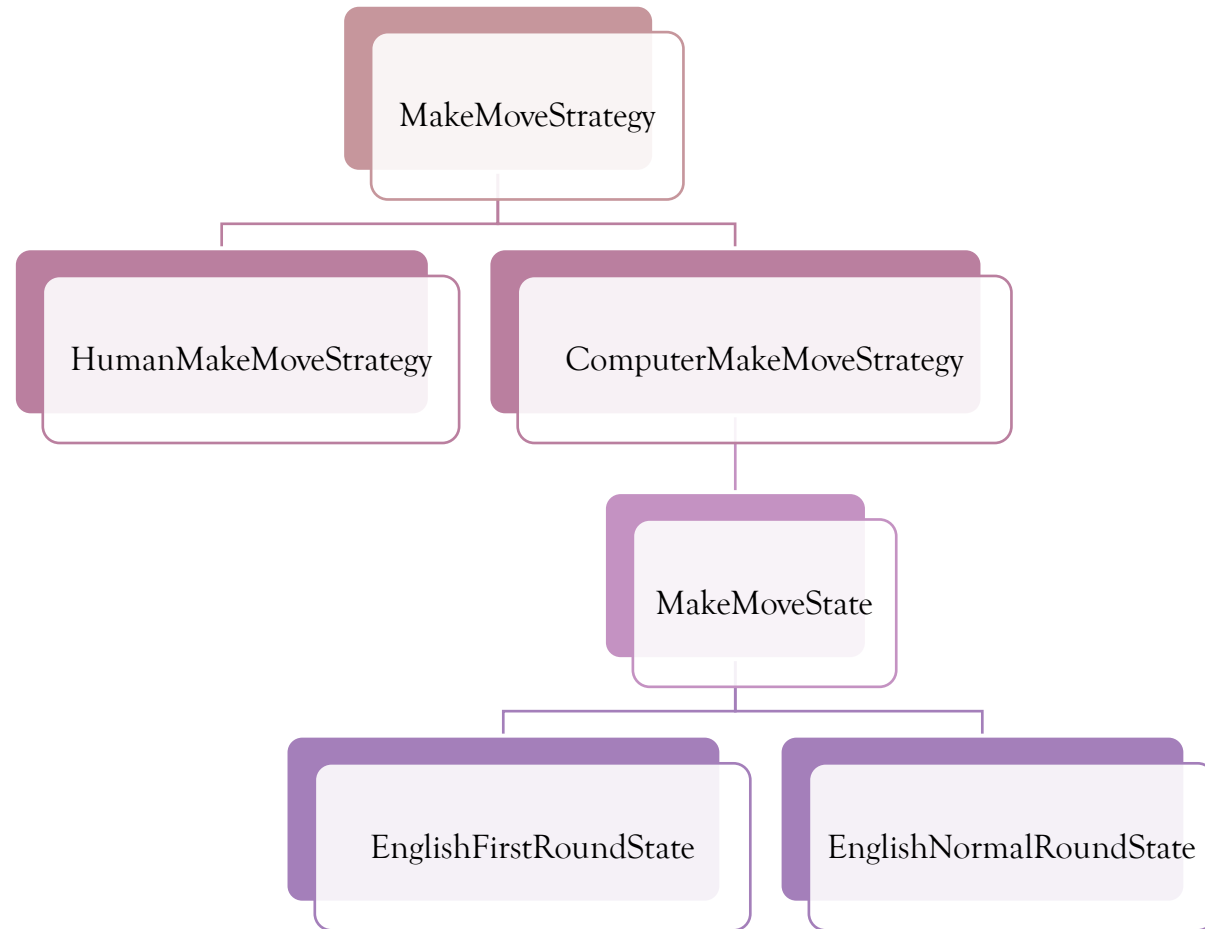 MakeMoveStrategy
HumanMakeMoveStrategy
ComputerMakeMoveStrategy
MakeMoveState
EnglishFirstRoundState
EnglishNormalRoundState